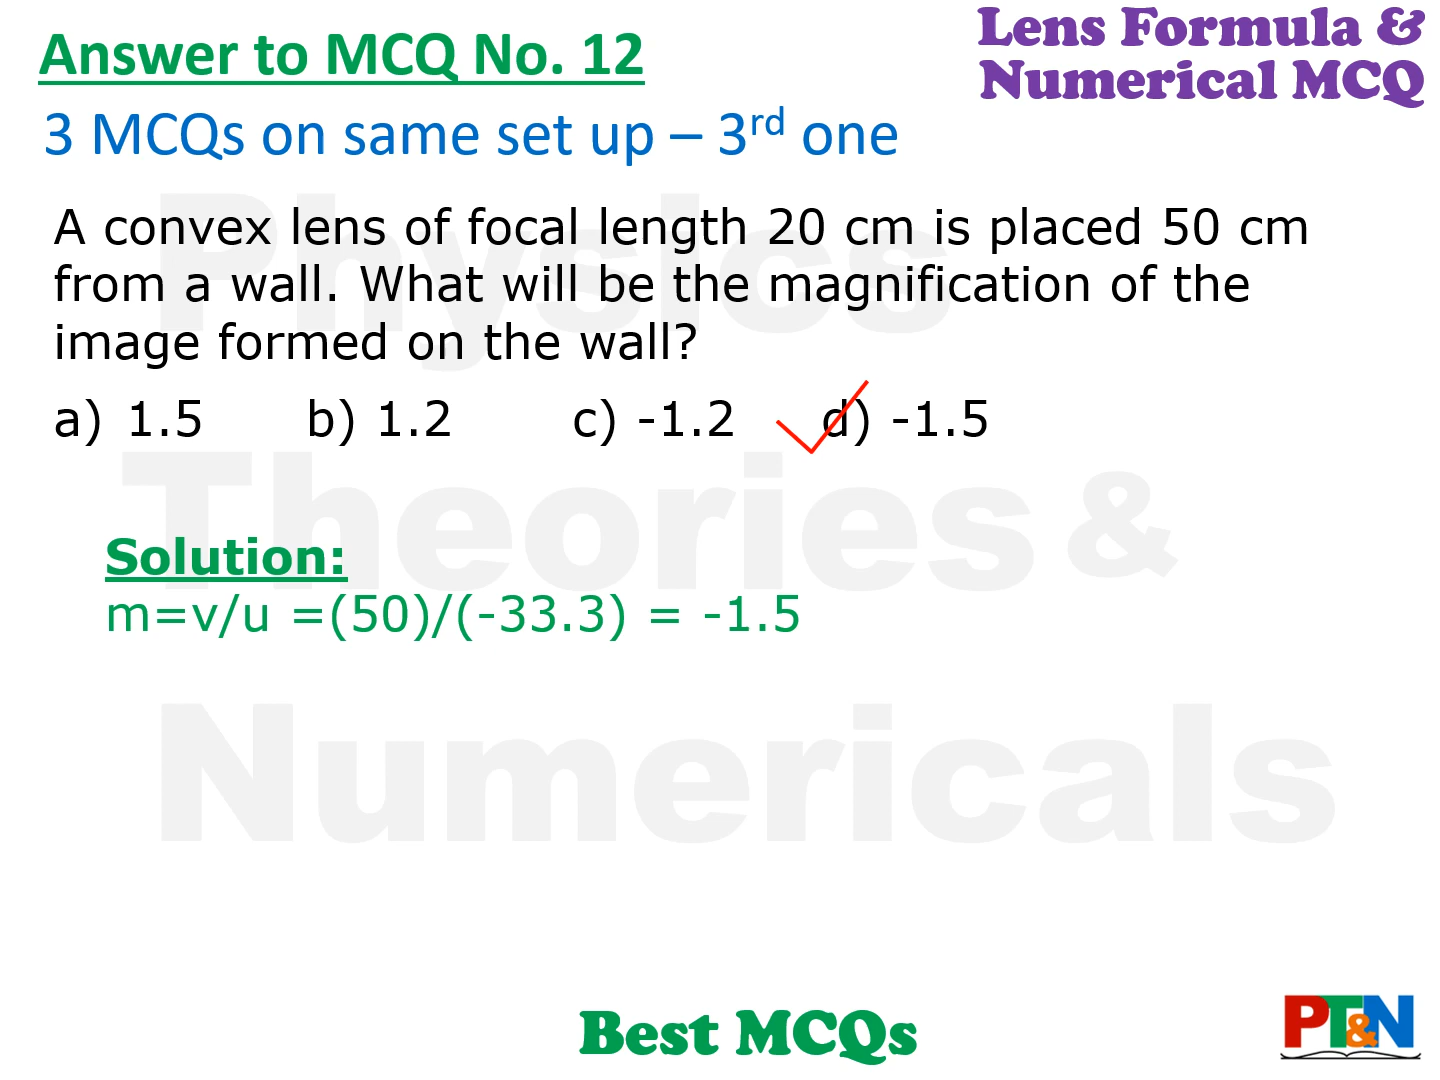 Answer to MCQ No. 12
Lens Formula &
Numerical MCQ
3 MCQs on same set up – 3rd one
A convex lens of focal length 20 cm is placed 50 cm
from a wall. What will be the magnification of the
image formed on the wall?
a) 1.5 b) 1.2 c) -1.2 d) -1.5
Solution:
m=v/u =(50)/(-33.3) = -1.5
Physics
Theories &
Numericals
Best MCQs
PT&N